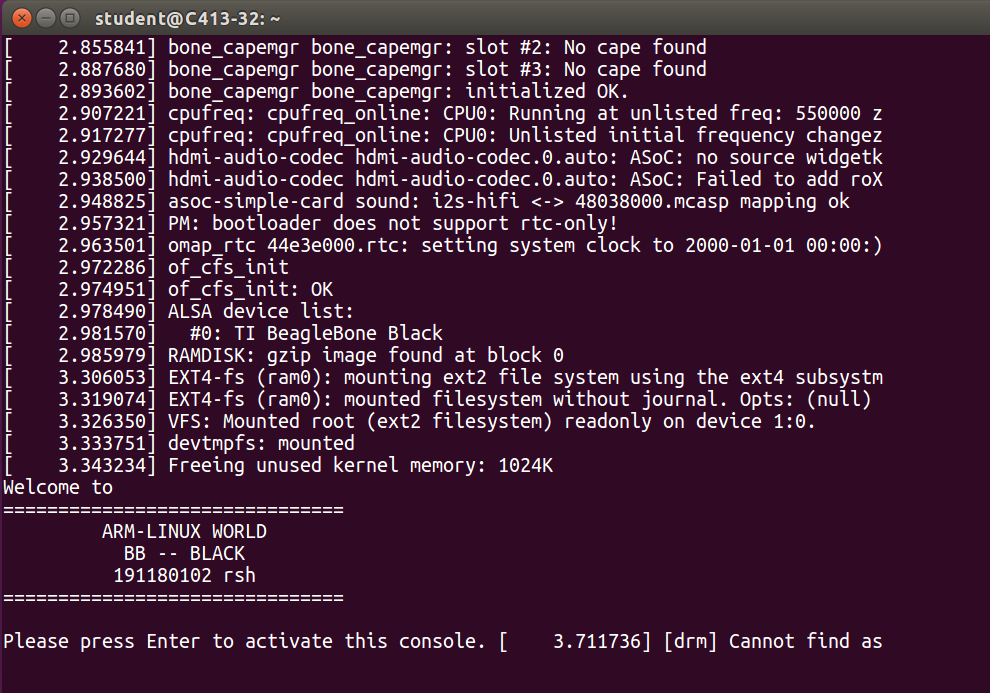 student@C413-32: ~
[    2.855841] bone_capemgr bone_capemgr: slot #2: No cape found
[    2.887680] bone_capemgr bone_capemgr: slot #3: No cape found
[    2.893602] bone_capemgr bone_capemgr: initialized OK.
[    2.907221] cpufreq: cpufreq_online: CPU0: Running at unlisted freq: 550000 z
[    2.917277] cpufreq: cpufreq_online: CPU0: Unlisted initial frequency changez
[    2.929644] hdmi-audio-codec hdmi-audio-codec.0.auto: ASoC: no source widgetk
[    2.938500] hdmi-audio-codec hdmi-audio-codec.0.auto: ASoC: Failed to add roX
[    2.948825] asoc-simple-card sound: i2s-hifi <-> 48038000.mcasp mapping ok
[    2.957321] PM: bootloader does not support rtc-only!
[    2.963501] omap_rtc 44e3e000.rtc: setting system clock to 2000-01-01 00:00:)
[    2.972286] of_cfs_init
[    2.974951] of_cfs_init: OK
[    2.978490] ALSA device list:
[    2.981570]   #0: TI BeagleBone Black
[    2.985979] RAMDISK: gzip image found at block 0
[    3.306053] EXT4-fs (ram0): mounting ext2 file system using the ext4 subsystm
[    3.319074] EXT4-fs (ram0): mounted filesystem without journal. Opts: (null)
[    3.326350] VFS: Mounted root (ext2 filesystem) readonly on device 1:0.
[    3.333751] devtmpfs: mounted
[    3.343234] Freeing unused kernel memory: 1024K
Welcome to
===============================
         ARM-LINUX WORLD
           BB -- BLACK
          191180102 rsh
===============================
Please press Enter to activate this console. [    3.711736] [drm] Cannot find as